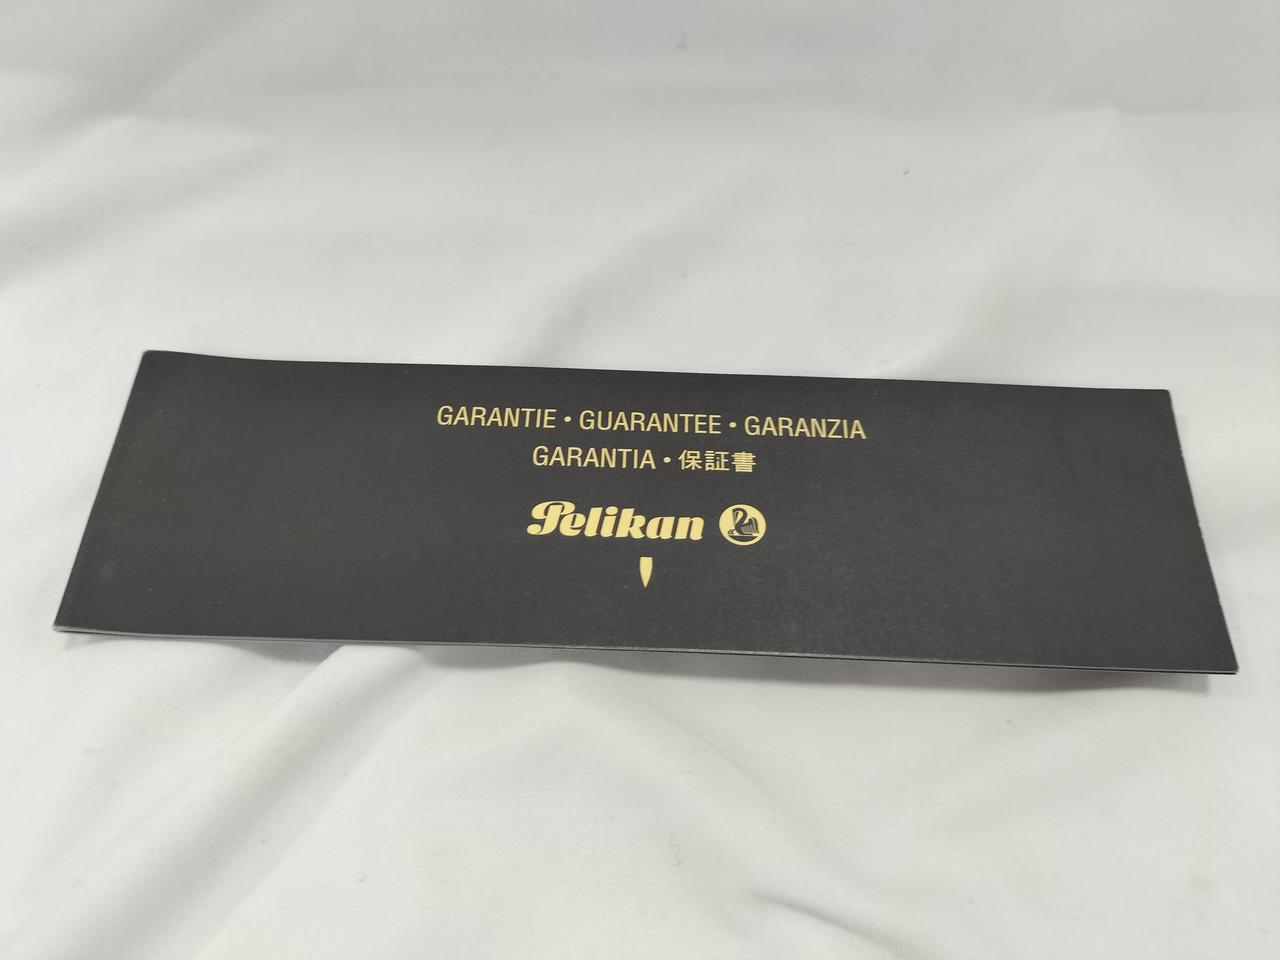 GARANTIE • GUARANTEE • GARANZIA
GARANTIA • 保証書
Pelikan